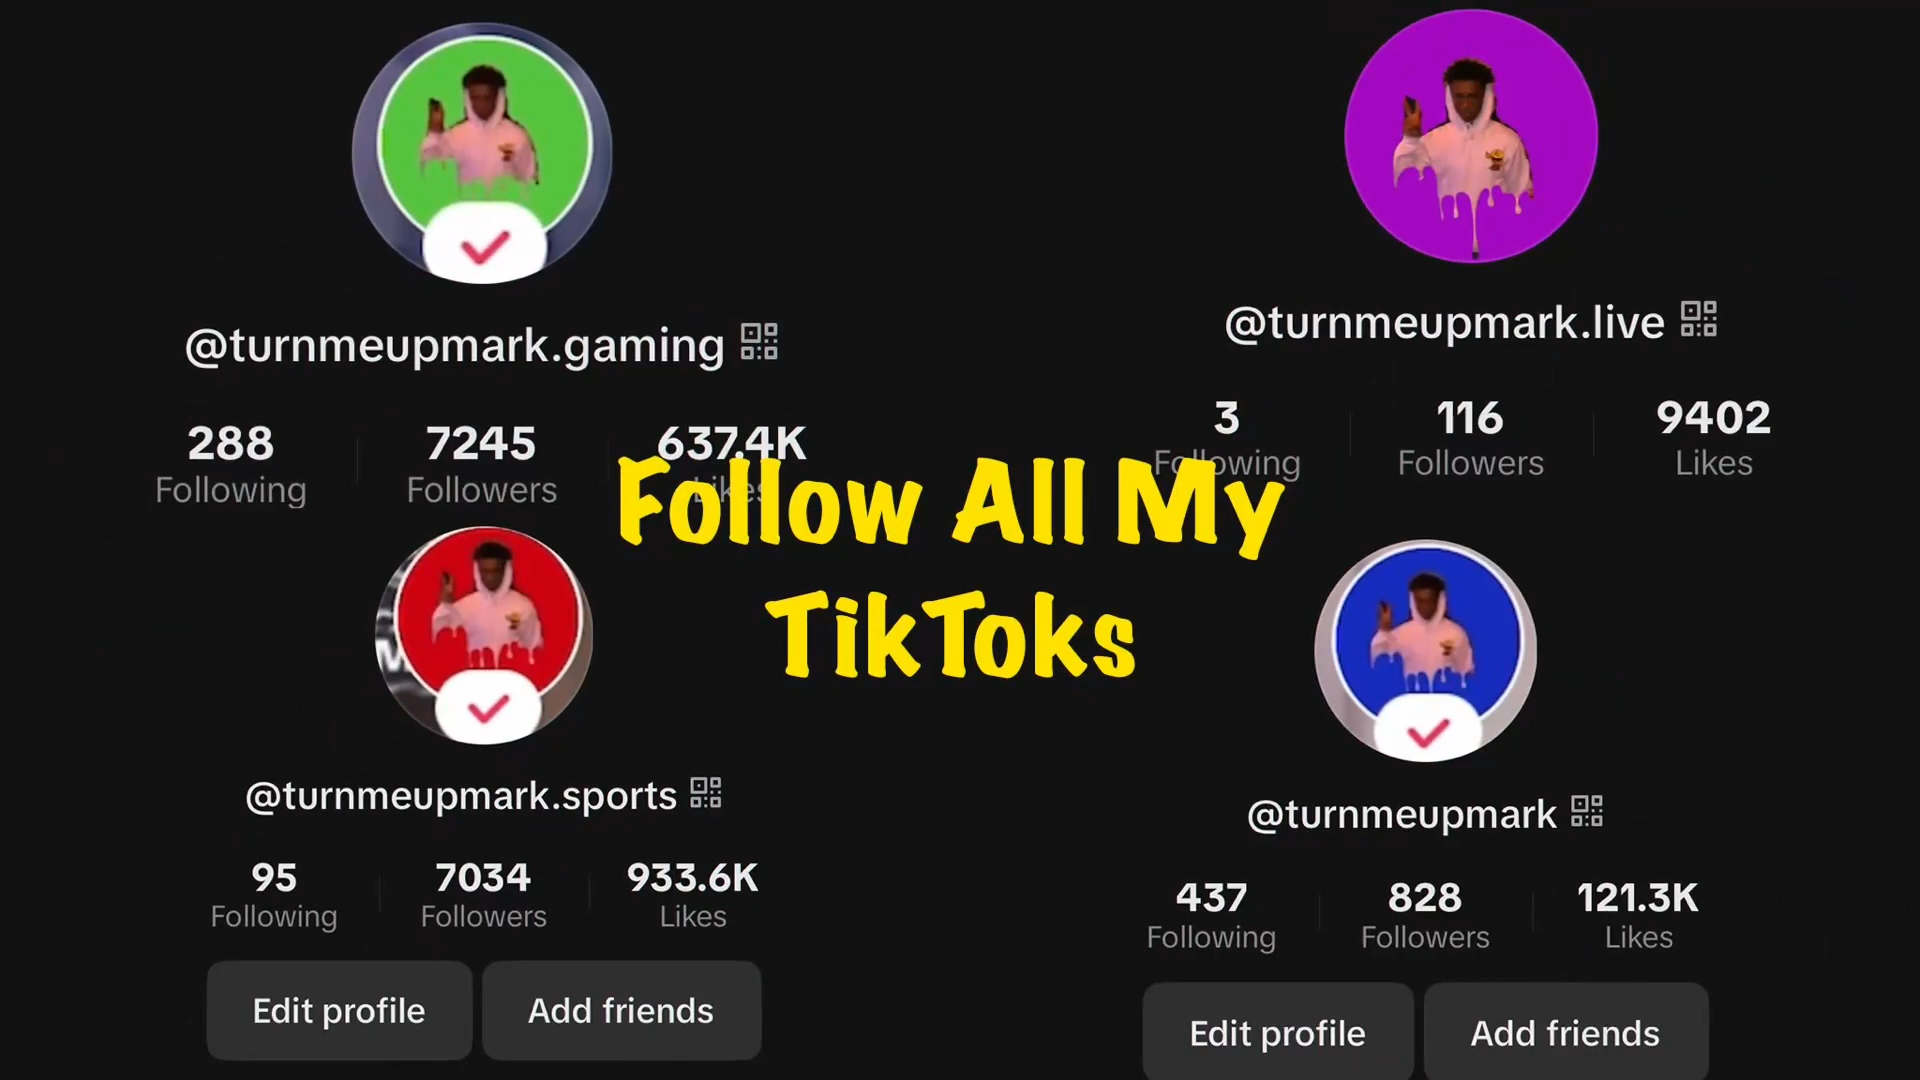 @turnmeupmark.gaming
288 7245 637.4K
Following Followers Likes
@turnmeupmark.live
3 116 9402
Following Followers Likes
Follow All My
TikToks
@turnmeupmark.sports
95 7034 933.6K
Following Followers Likes
Edit profile Add friends
@turnmeupmark
437 828 121.3K
Following Followers Likes
Edit profile Add friends